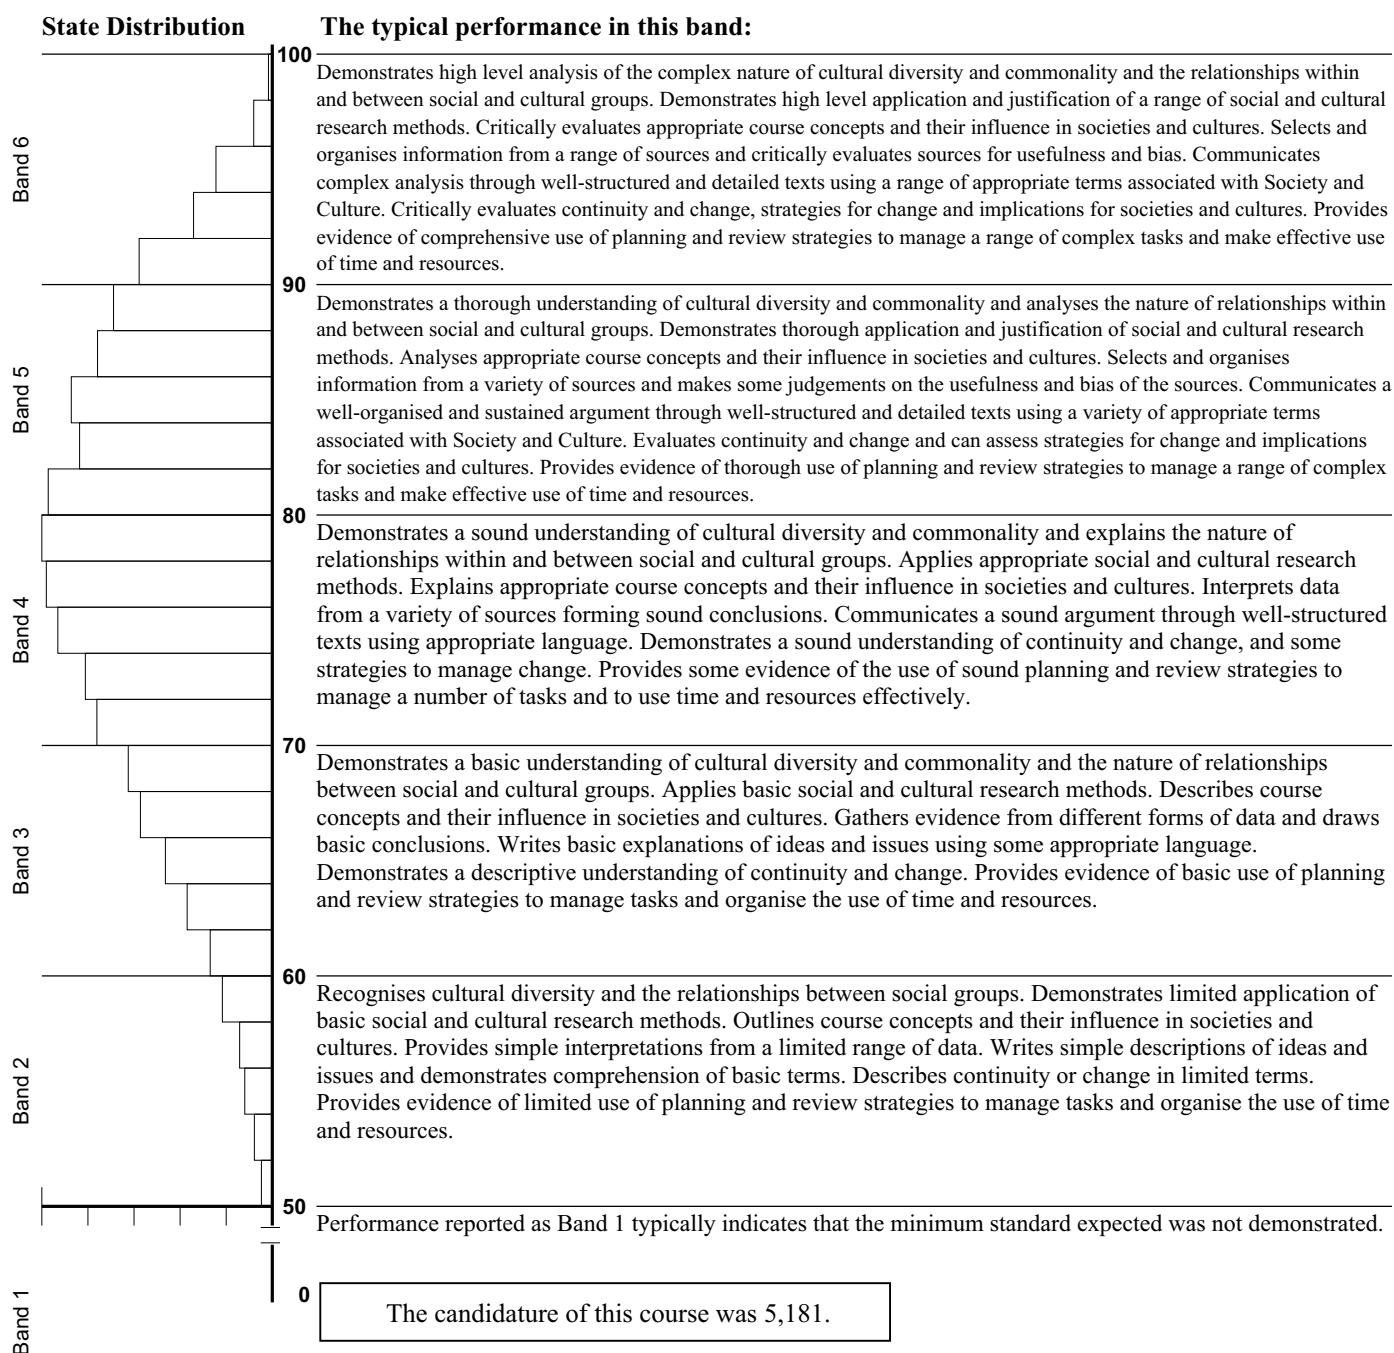 State Distribution
The typical performance in this band:
100
Demonstrates high level analysis of the complex nature of cultural diversity and commonality and the relationships within
and between social and cultural groups. Demonstrates high level application and justification of a range of social and cultural
research methods. Critically evaluates appropriate course concepts and their influence in societies and cultures. Selects and
organises information from a range of sources and critically evaluates sources for usefulness and bias. Communicates
complex analysis through well-structured and detailed texts using a range of appropriate terms associated with Society and
Culture. Critically evaluates continuity and change, strategies for change and implications for societies and cultures. Provides
evidence of comprehensive use of planning and review strategies to manage a range of complex tasks and make effective use
of time and resources.
Band 6
90
Demonstrates a thorough understanding of cultural diversity and commonality and analyses the nature of relationships within
and between social and cultural groups. Demonstrates thorough application and justification of social and cultural research
methods. Analyses appropriate course concepts and their influence in societies and cultures. Selects and organises
information from a variety of sources and makes some judgements on the usefulness and bias of the sources. Communicates a
well-organised and sustained argument through well-structured and detailed texts using a variety of appropriate terms
associated with Society and Culture. Evaluates continuity and change and can assess strategies for change and implications
for societies and cultures. Provides evidence of thorough use of planning and review strategies to manage a range of complex
tasks and make effective use of time and resources.
Band 5
80
Demonstrates a sound understanding of cultural diversity and commonality and explains the nature of
relationships within and between social and cultural groups. Applies appropriate social and cultural research
methods. Explains appropriate course concepts and their influence in societies and cultures. Interprets data
from a variety of sources forming sound conclusions. Communicates a sound argument through well-structured
texts using appropriate language. Demonstrates a sound understanding of continuity and change, and some
strategies to manage change. Provides some evidence of the use of sound planning and review strategies to
manage a number of tasks and to use time and resources effectively.
Band 4
70
Demonstrates a basic understanding of cultural diversity and commonality and the nature of relationships
between social and cultural groups. Applies basic social and cultural research methods. Describes course
concepts and their influence in societies and cultures. Gathers evidence from different forms of data and draws
basic conclusions. Writes basic explanations of ideas and issues using some appropriate language.
Demonstrates a descriptive understanding of continuity and change. Provides evidence of basic use of planning
and review strategies to manage tasks and organise the use of time and resources.
Band 3
60
Recognises cultural diversity and the relationships between social groups. Demonstrates limited application of
basic social and cultural research methods. Outlines course concepts and their influence in societies and
cultures. Provides simple interpretations from a limited range of data. Writes simple descriptions of ideas and
issues and demonstrates comprehension of basic terms. Describes continuity or change in limited terms.
Provides evidence of limited use of planning and review strategies to manage tasks and organise the use of time
and resources.
Band 2
50
Performance reported as Band 1 typically indicates that the minimum standard expected was not demonstrated.
0
Band 1
The candidature of this course was 5,181.